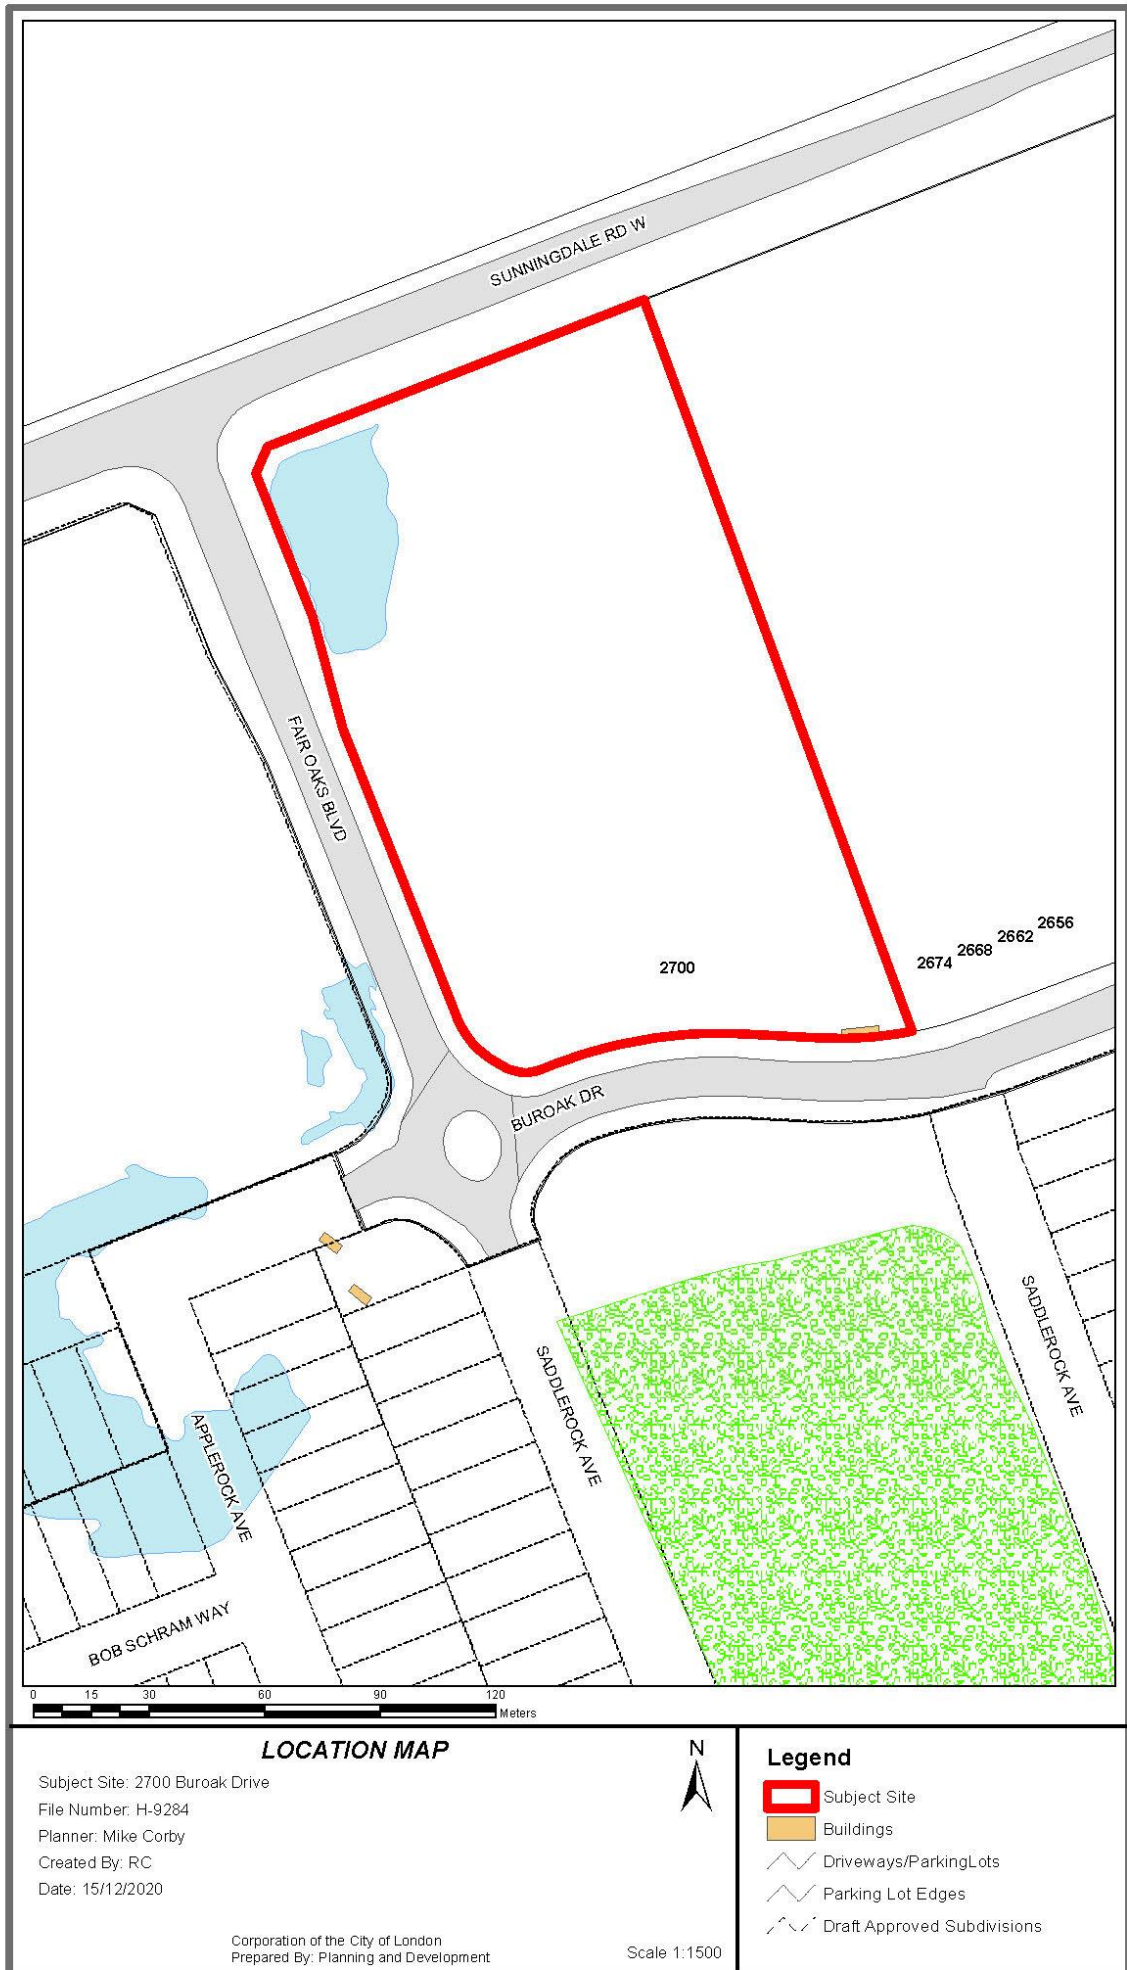 SUNNINGDALE RD W
FAIR OAKS BLVD
2700
2674
2668
2662
2656
BUROAK DR
SADDLEROCK AVE
SADDLEROCK AVE
APPLEROCK AVE
BOB SCHRAM WAY
0 15 30 60 90 120
Meters
LOCATION MAP
Subject Site: 2700 Buroak Drive
File Number: H-9284
Planner: Mike Corby
Created By: RC
Date: 15/12/2020
Corporation of the City of London
Prepared By: Planning and Development
Scale 1:1500
N
Legend
Subject Site
Buildings
Driveways/ParkingLots
Parking Lot Edges
Draft Approved Subdivisions